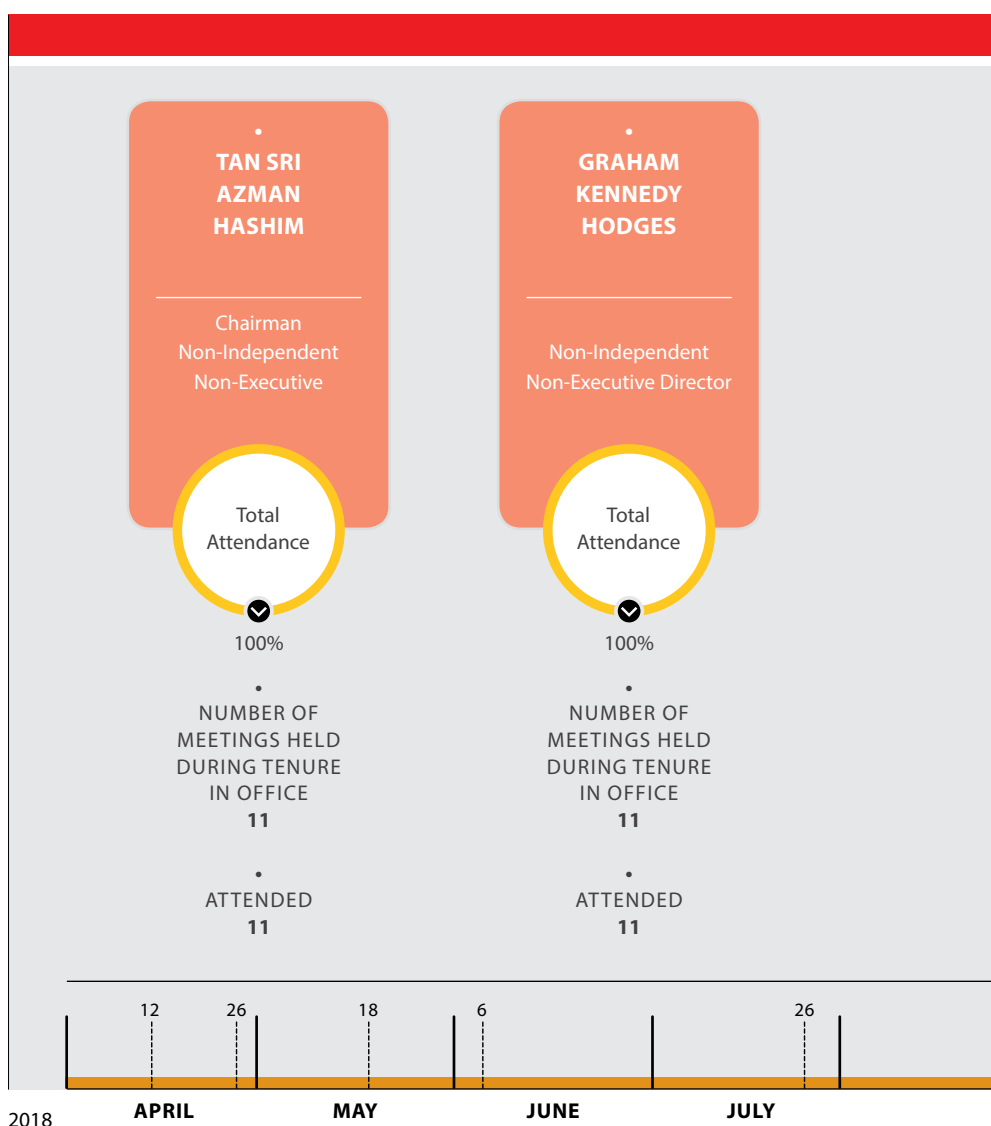 TAN SRI
AZMAN
HASHIM
Chairman
Non-Independent
Non-Executive
Total
Attendance
100%
•
NUMBER OF
MEETINGS HELD
DURING TENURE
IN OFFICE
11
•
ATTENDED
11
GRAHAM
KENNEDY
HODGES
Non-Independent
Non-Executive Director
Total
Attendance
100%
•
NUMBER OF
MEETINGS HELD
DURING TENURE
IN OFFICE
11
•
ATTENDED
11
12 26 18 6 26
2018 APRIL MAY JUNE JULY